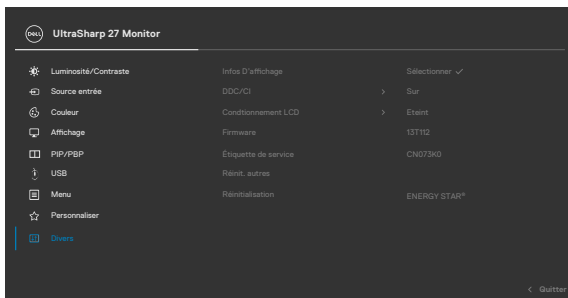 DELL UltraSharp 27 Monitor
Luminosité/Contraste Infos D'affichage Sélectionner ✓
Source entrée DDC/CI > Sur
Couleur Condtionnement LCD > Eteint
Affichage Firmware 13T112
PIP/PBP Étiquette de service CN073K0
USB Réinit. autres
Menu Réinitialisation ENERGY STAR®
Personnaliser
Divers
< Quitter